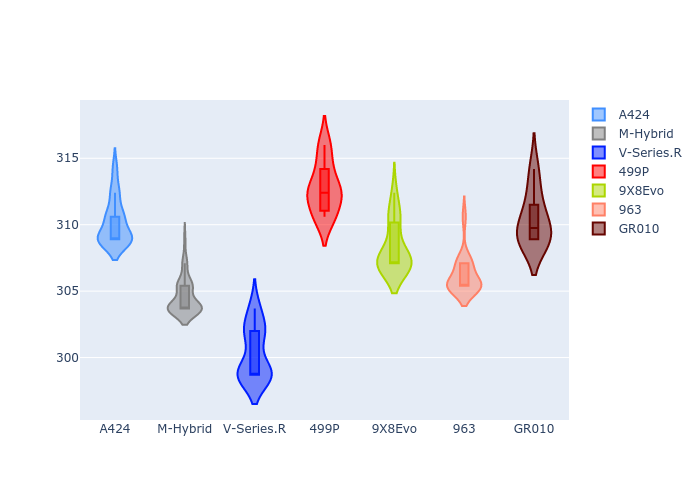 315
310
305
300
A424
M-Hybrid
V-Series.R
499P
9X8Evo
963
GR010
A424
M-Hybrid
V-Series.R
499P
9X8Evo
963
GR010